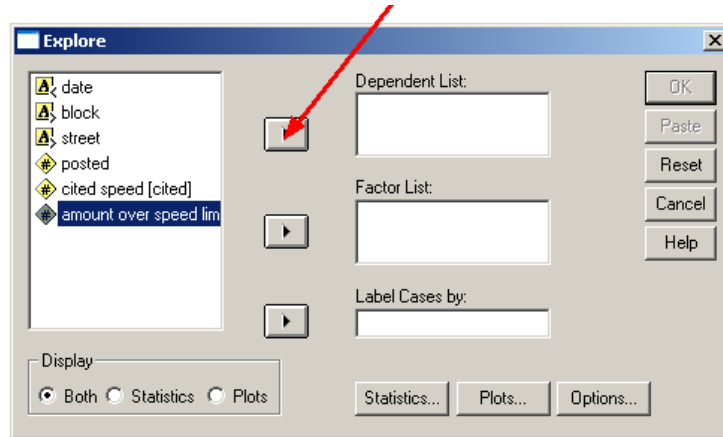 Explore
date
block
street
posted
cited speed [cited]
amount over speed lim
Dependent List:
Factor List:
Label Cases by:
OK
Paste
Reset
Cancel
Help
Display
Both Statistics Plots
Statistics... Plots... Options...